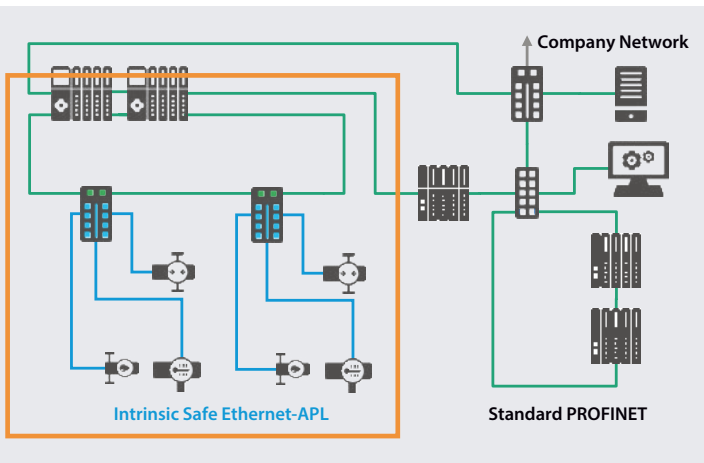 Company Network
Intrinsic Safe Ethernet-APL
Standard PROFINET